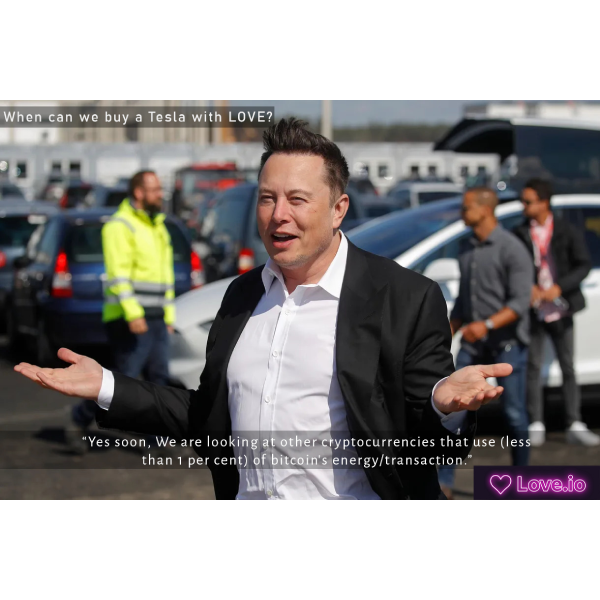 When can we buy a Tesla with LOVE?
“Yes soon, We are looking at other cryptocurrencies that use (less
than 1 per cent) of bitcoin's energy/transaction.”
Love.io